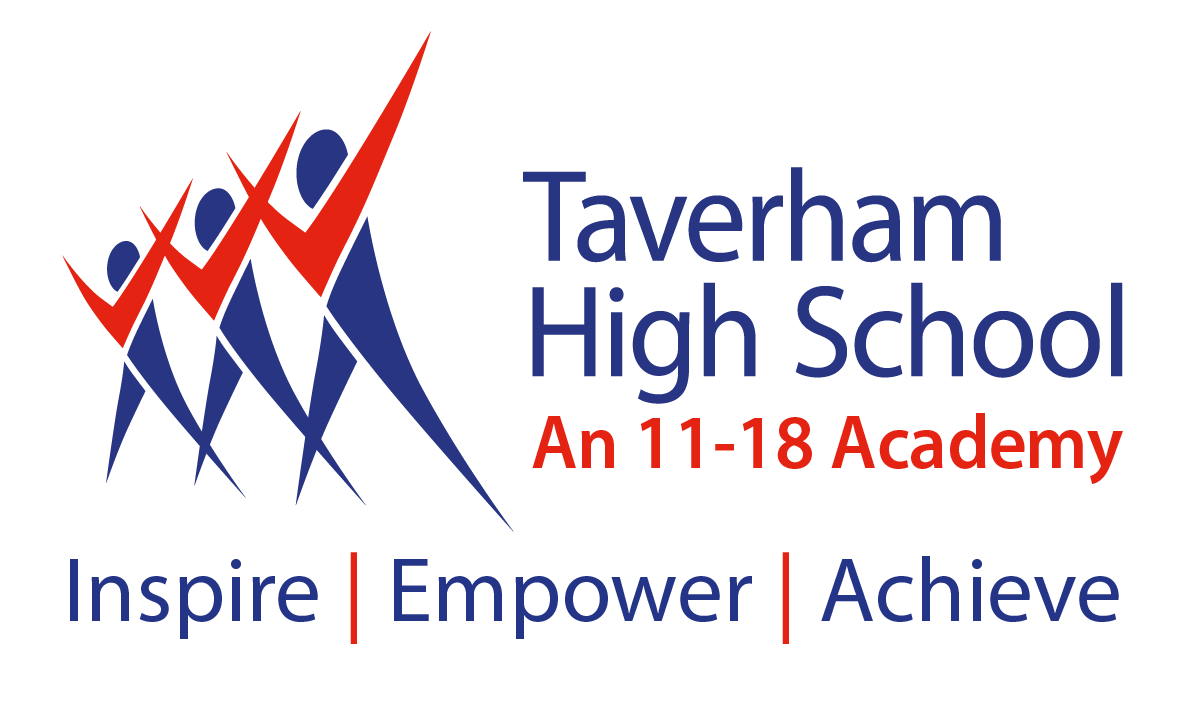 Taverham
High School
An 11-18 Academy
Inspire | Empower | Achieve